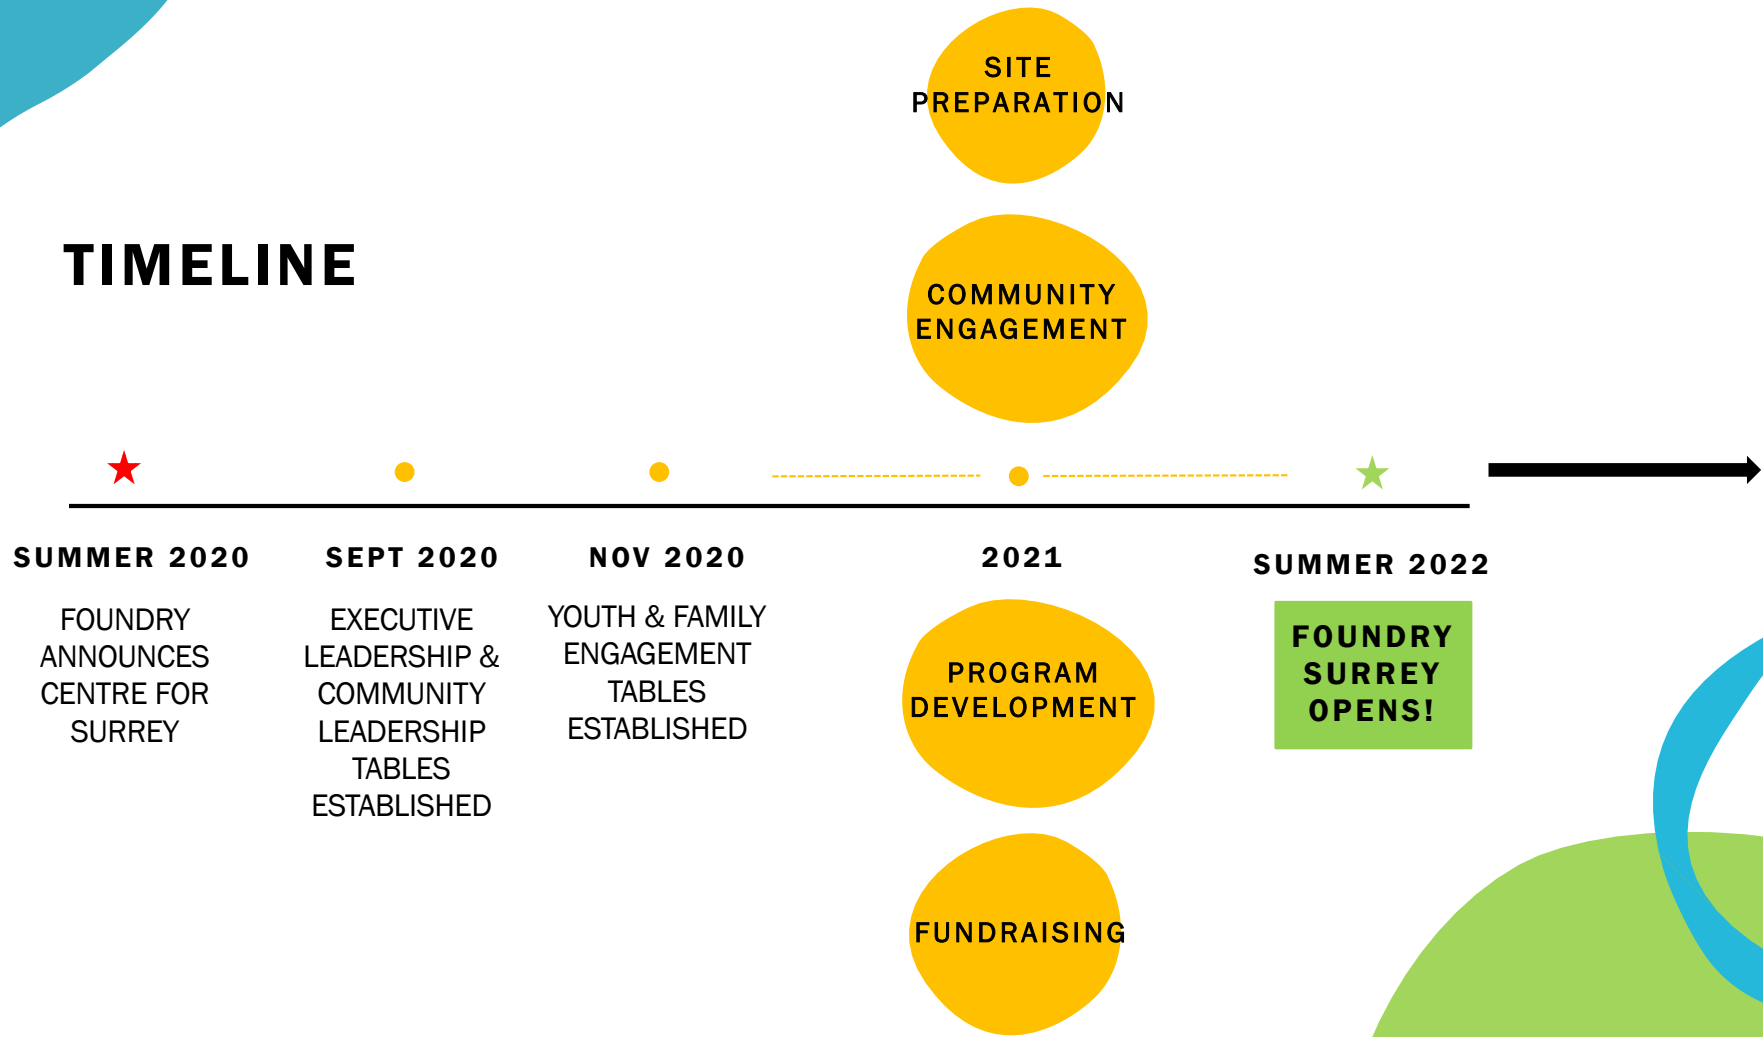 TIMELINE
SITE
PREPARATION
COMMUNITY
ENGAGEMENT
SUMMER 2020
FOUNDRY
ANNOUNCES
CENTRE FOR
SURREY
SEPT 2020
EXECUTIVE
LEADERSHIP &
COMMUNITY
LEADERSHIP
TABLES
ESTABLISHED
NOV 2020
YOUTH & FAMILY
ENGAGEMENT
TABLES
ESTABLISHED
2021
PROGRAM
DEVELOPMENT
FUNDRAISING
SUMMER 2022
FOUNDRY
SURREY
OPENS!